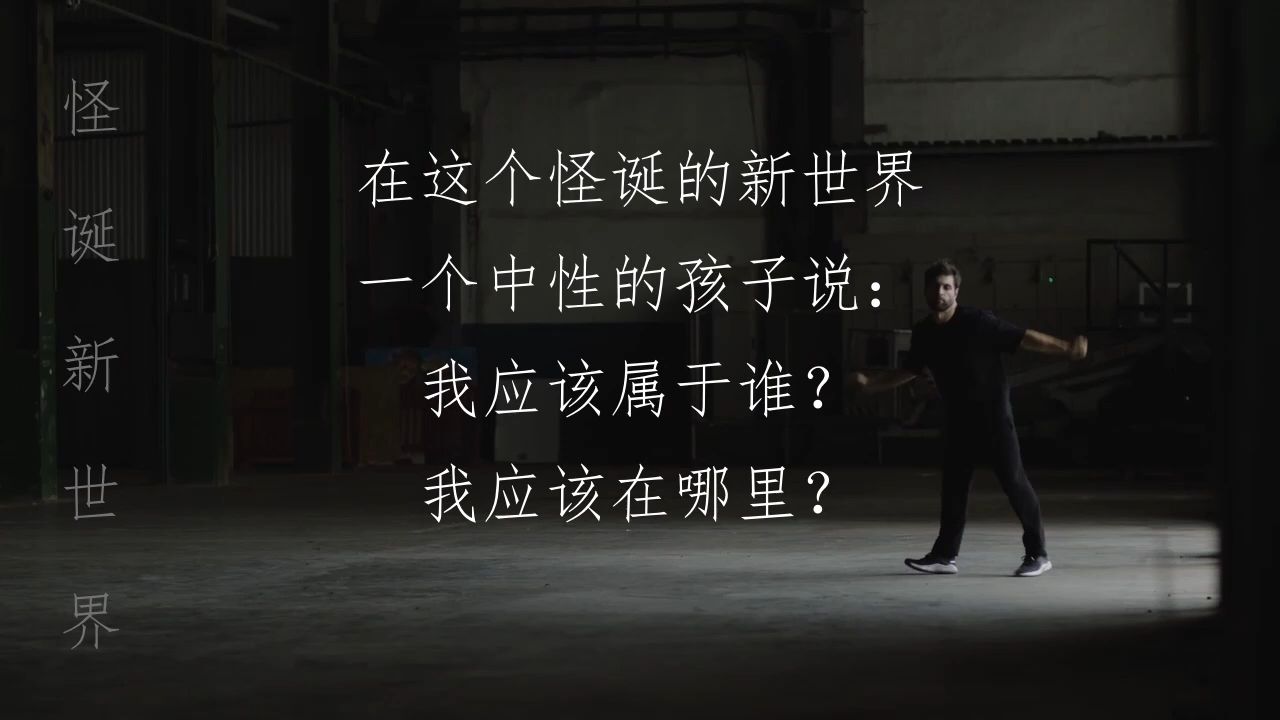 怪诞新世界
在这个怪诞的新世界
一个中性的孩子说：
我应该属于谁？
我应该在哪里？